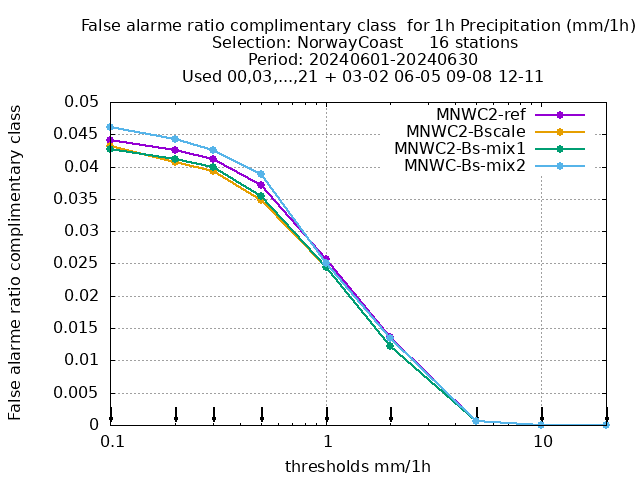 False alarme ratio complimentary class  for 1h Precipitation (mm/1h)
Selection: NorwayCoast     16 stations
Period: 20240601-20240630
Used 00,03,...,21 + 03-02 06-05 09-08 12-11
False alarme ratio complimentary class
0.05
0.045
0.04
0.035
0.03
0.025
0.02
0.015
0.01
0.005
0
MNWC2-ref
MNWC2-Bscale
MNWC2-Bs-mix1
MNWC-Bs-mix2
0.1 1 10
thresholds mm/1h